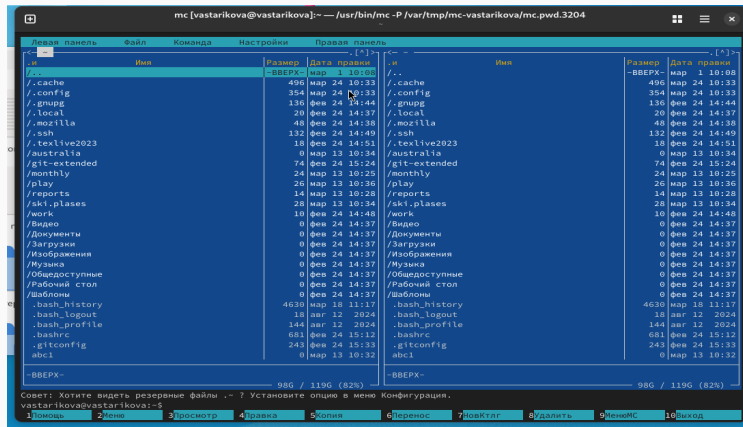 mc [vastarikova@vastarikova]:~ — /usr/bin/mc -P /var/tmp/mc-vastarikova/mc.pwd.3204
~
Левая панель Файл Команда Настройки Правая панель
<─ ~ .[^]> <─ ~ .[^]>
.и Имя Размер Дата правки .и Имя Размер Дата правки
/.. -ВВЕРХ- мар 1 10:08 /.. -ВВЕРХ- мар 1 10:08
/.cache 496 мар 24 10:33 /.cache 496 мар 24 10:33
/.config 354 мар 24 10:33 /.config 354 мар 24 10:33
/.gnupg 136 фев 24 14:44 /.gnupg 136 фев 24 14:44
/.local 20 фев 24 14:37 /.local 20 фев 24 14:37
/.mozilla 48 фев 24 14:38 /.mozilla 48 фев 24 14:38
/.ssh 132 фев 24 14:49 /.ssh 132 фев 24 14:49
/.texlive2023 18 фев 24 14:51 /.texlive2023 18 фев 24 14:51
/australia 0 мар 13 10:34 /australia 0 мар 13 10:34
/git-extended 74 фев 24 15:24 /git-extended 74 фев 24 15:24
/monthly 24 мар 13 10:25 /monthly 24 мар 13 10:25
/play 26 мар 13 10:36 /play 26 мар 13 10:36
/reports 14 мар 13 10:28 /reports 14 мар 13 10:28
/ski.plases 28 мар 13 10:34 /ski.plases 28 мар 13 10:34
/work 10 фев 24 14:48 /work 10 фев 24 14:48
/Видео 0 фев 24 14:37 /Видео 0 фев 24 14:37
/Документы 0 фев 24 14:37 /Документы 0 фев 24 14:37
/Загрузки 0 фев 24 14:37 /Загрузки 0 фев 24 14:37
/Изображения 0 фев 24 14:37 /Изображения 0 фев 24 14:37
/Музыка 0 фев 24 14:37 /Музыка 0 фев 24 14:37
/Общедоступные 0 фев 24 14:37 /Общедоступные 0 фев 24 14:37
/Рабочий стол 0 фев 24 14:37 /Рабочий стол 0 фев 24 14:37
/Шаблоны 0 фев 24 14:37 /Шаблоны 0 фев 24 14:37
.bash_history 4630 мар 18 11:17 .bash_history 4630 мар 18 11:17
.bash_logout 18 авг 12 2024 .bash_logout 18 авг 12 2024
.bash_profile 144 авг 12 2024 .bash_profile 144 авг 12 2024
.bashrc 681 фев 24 15:12 .bashrc 681 фев 24 15:12
.gitconfig 243 фев 24 15:33 .gitconfig 243 фев 24 15:33
abc1 0 мар 13 10:32 abc1 0 мар 13 10:32
-ВВЕРХ- -ВВЕРХ-
98G / 119G (82%) 98G / 119G (82%)
Совет: Хотите видеть резервные файлы .~ ? Установите опцию в меню Конфигурация.
vastarikova@vastarikova:~$
1Помощь 2Меню 3Просмотр 4Правка 5Копия 6Перенос 7НовКтлг 8Удалить 9МенюМС 10Выход